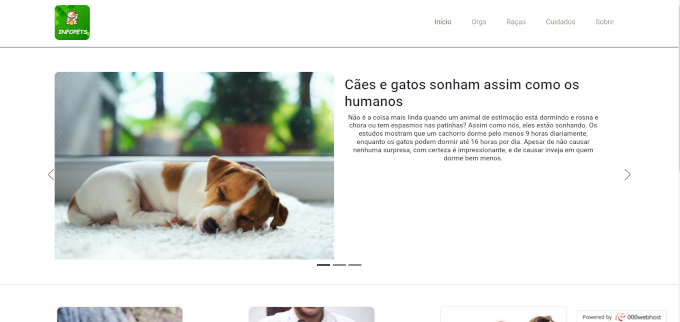 INFOPETS
Início
Orgs
Raças
Cuidados
Sobre
Cães e gatos sonham assim como os
humanos
Não é a coisa mais linda quando um animal de estimação está dormindo e rosna e
chora ou tem espasmos nas patinhas? Assim como nós, eles estão sonhando. Os
estudos mostram que um cachorro dorme pelo menos 9 horas diariamente,
enquanto os gatos podem dormir até 16 horas por dia. Apesar de não causar
nenhuma surpresa, com certeza é impressionante, e de causar inveja em quem
dorme bem menos.
Powered by 000webhost